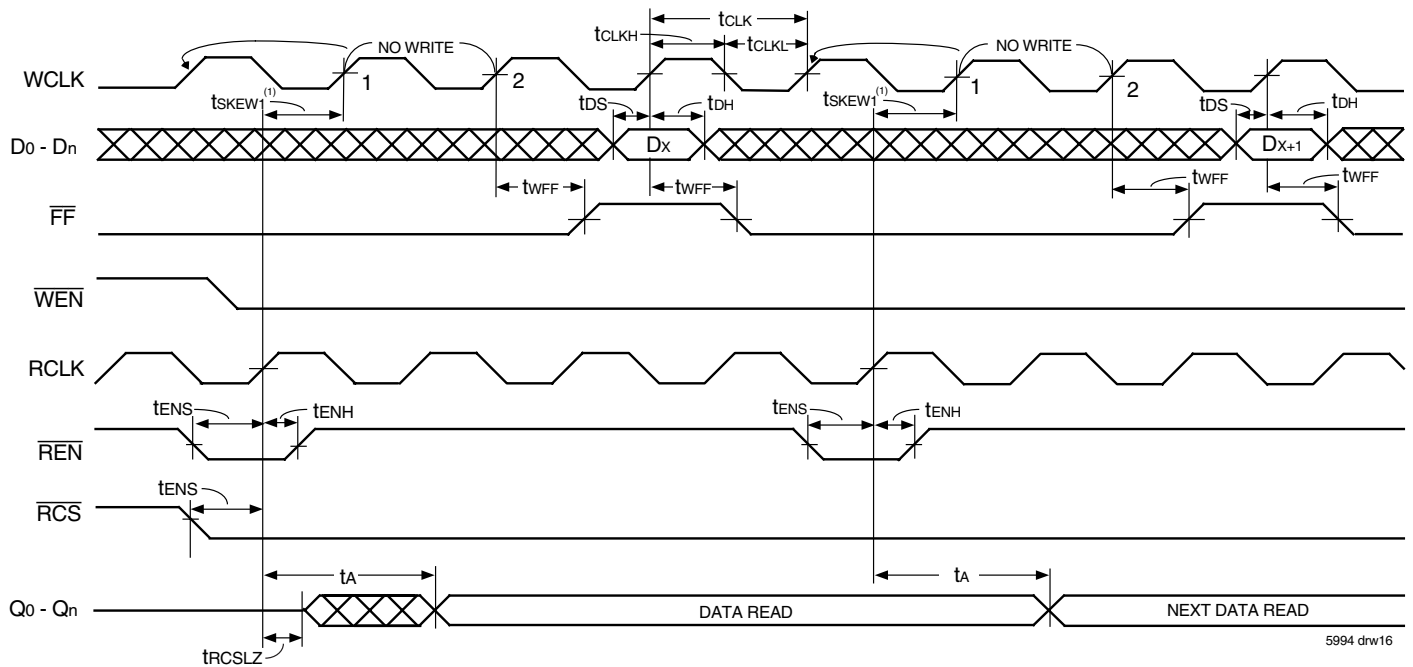 tCLK
tCLKH
tCLKL
NO WRITE
NO WRITE
WCLK
1
2
1
2
tSKEW1(1)
tDS
tDH
tSKEW1(1)
tDS
tDH
D0 - Dn
DX
DX+1
tWFF
tWFF
tWFF
tWFF
FF
WEN
RCLK
tENS
tENH
tENS
tENH
REN
tENS
RCS
tA
tA
Q0 - Qn
DATA READ
NEXT DATA READ
tRCSLZ
5994 drw16